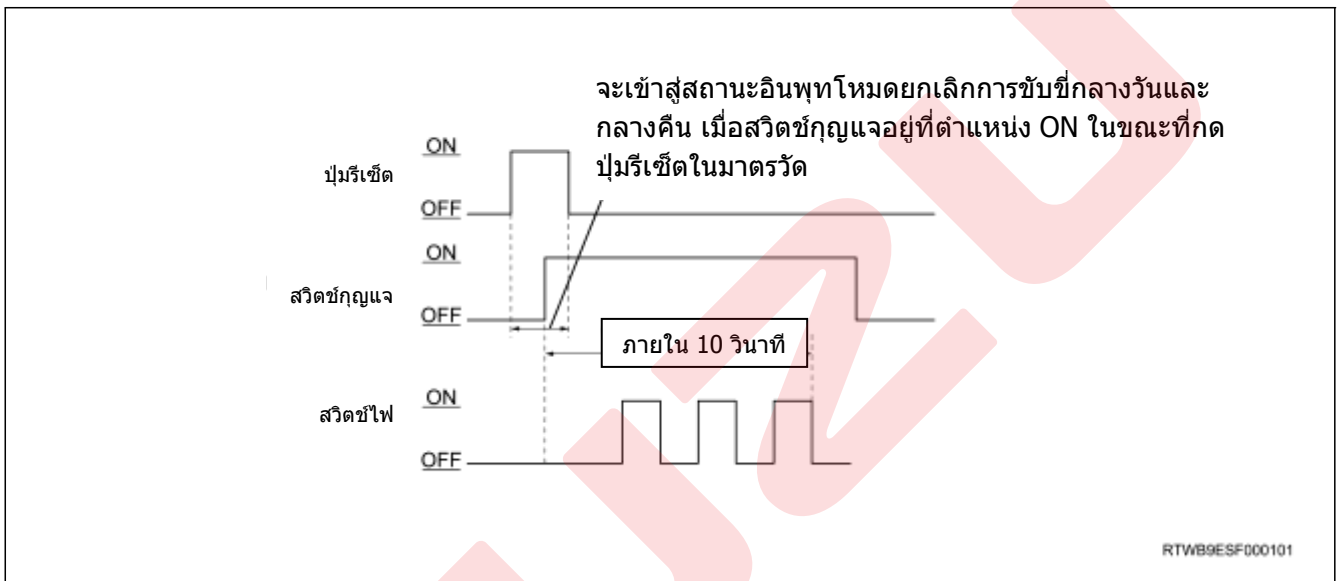 จะเข้าสู่สถานะอินพุทโหมดยกเลิกการขับขี่กลางวันและ
กลางคืน เมื่อสวิตช์กุญแจอยู่ที่ตำแหน่ง ON ในขณะที่กด
ปุ่มรีเซ็ตในมาตรวัด
ปุ่มรีเซ็ต
ON
OFF
สวิตช์กุญแจ
ON
OFF
ภายใน 10 วินาที
สวิตช์ไฟ
ON
OFF
RTWB9ESF000101